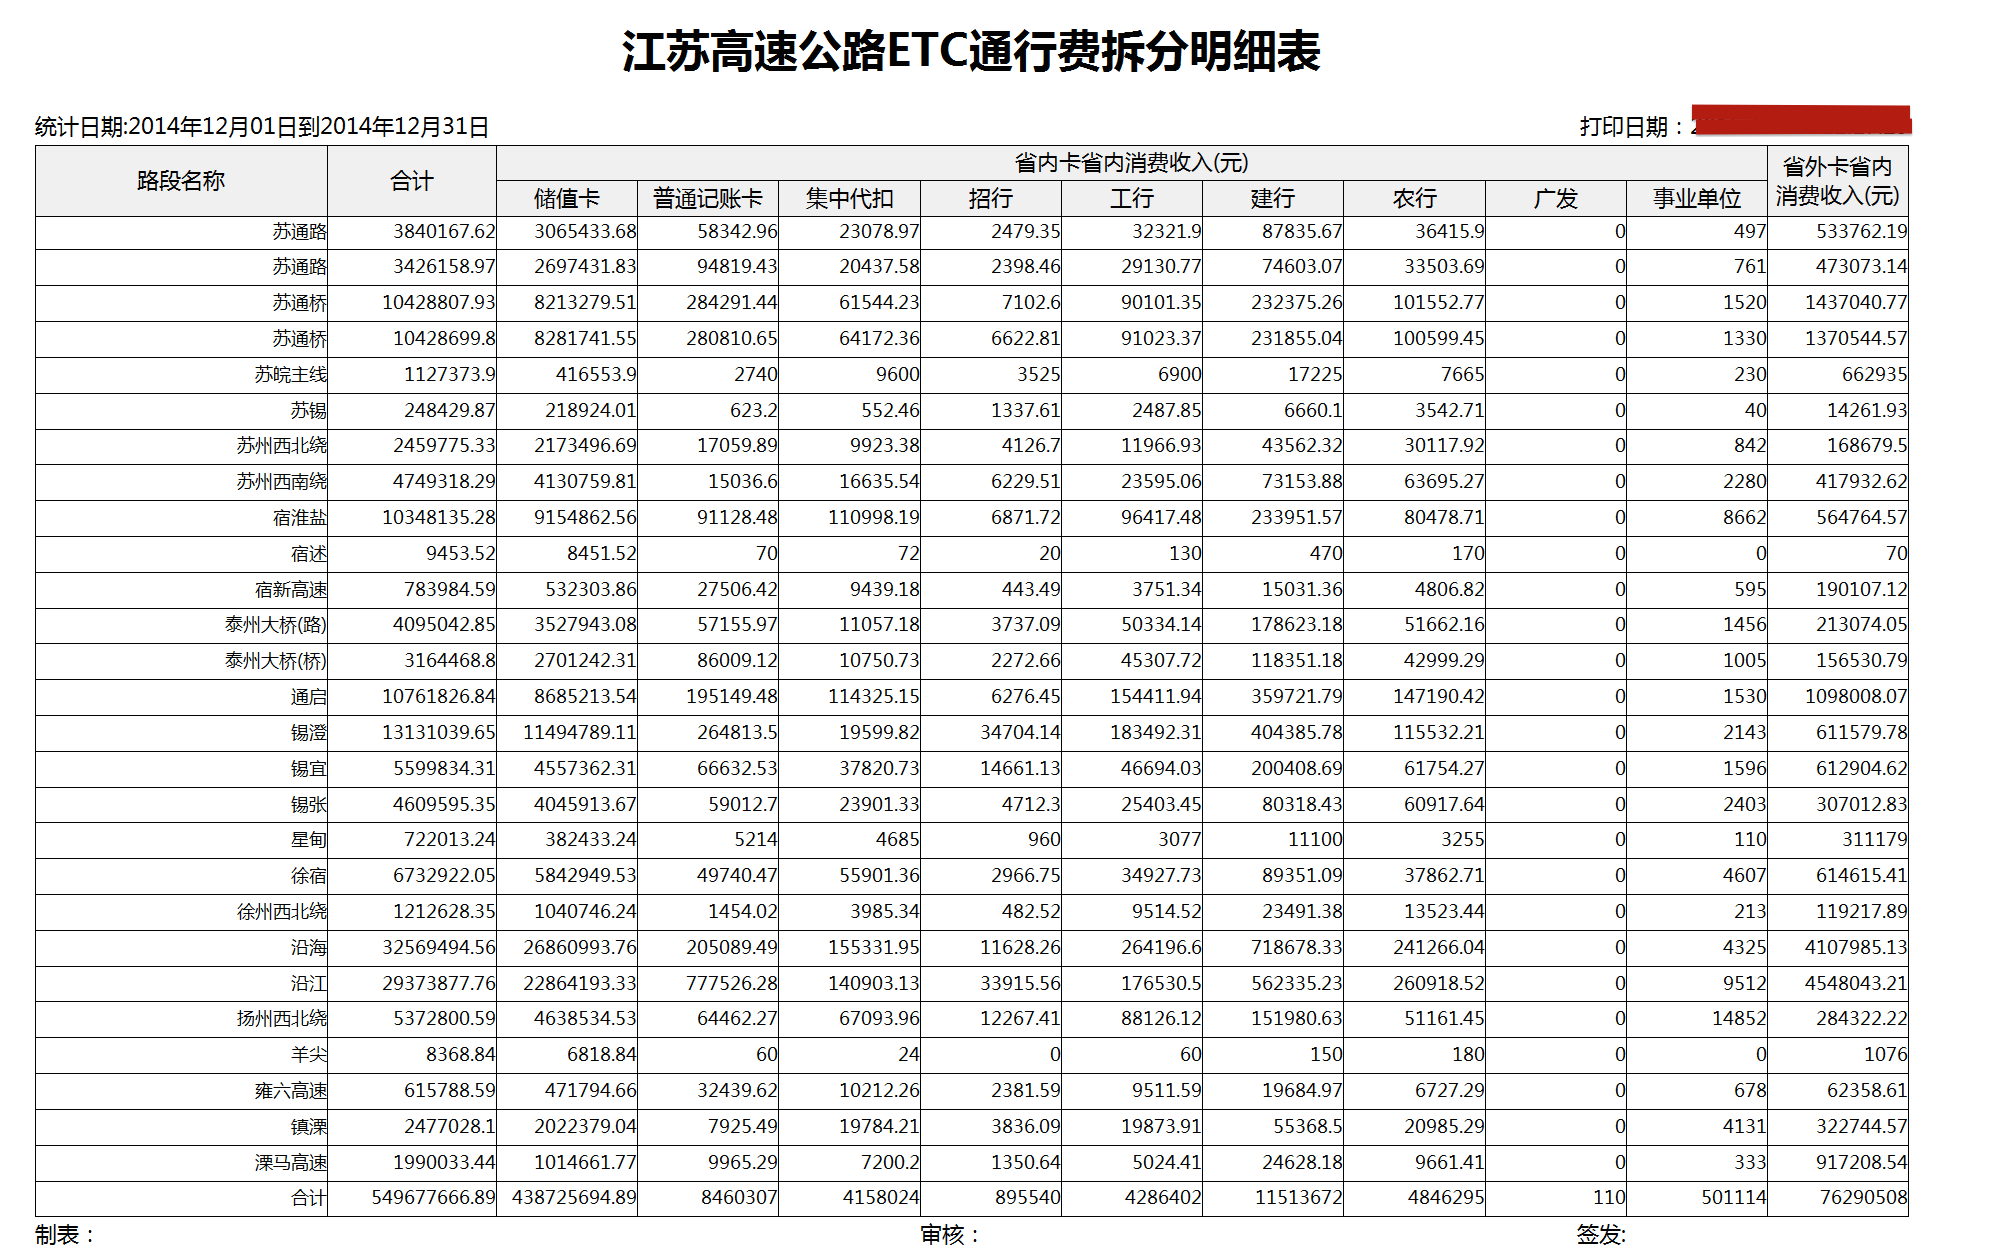 江苏高速公路ETC通行费拆分明细表
统计日期:2014年12月01日到2014年12月31日 打印日期：
路段名称 合计 省内卡省内消费收入(元) 省外卡省内消费收入(元)
储值卡 普通记账卡 集中代扣 招行 工行 建行 农行 广发 事业单位
苏通路 3840167.62 3065433.68 58342.96 23078.97 2479.35 32321.9 87835.67 36415.9 0 497 533762.19
苏通路 3426158.97 2697431.83 94819.43 20437.58 2398.46 29130.77 74603.07 33503.69 0 761 473073.14
苏通桥 10428807.93 8213279.51 284291.44 61544.23 7102.6 90101.35 232375.26 101552.77 0 1520 1437040.77
苏通桥 10428699.8 8281741.55 280810.65 64172.36 6622.81 91023.37 231855.04 100599.45 0 1330 1370544.57
苏皖主线 1127373.9 416553.9 2740 9600 3525 6900 17225 7665 0 230 662935
苏锡 248429.87 218924.01 623.2 552.46 1337.61 2487.85 6660.1 3542.71 0 40 14261.93
苏州西北绕 2459775.33 2173496.69 17059.89 9923.38 4126.7 11966.93 43562.32 30117.92 0 842 168679.5
苏州西南绕 4749318.29 4130759.81 15036.6 16635.54 6229.51 23595.06 73153.88 63695.27 0 2280 417932.62
宿淮盐 10348135.28 9154862.56 91128.48 110998.19 6871.72 96417.48 233951.57 80478.71 0 8662 564764.57
宿述 9453.52 8451.52 70 72 20 130 470 170 0 0 70
宿新高速 783984.59 532303.86 27506.42 9439.18 443.49 3751.34 15031.36 4806.82 0 595 190107.12
泰州大桥(路) 4095042.85 3527943.08 57155.97 11057.18 3737.09 50334.14 178623.18 51662.16 0 1456 213074.05
泰州大桥(桥) 3164468.8 2701242.31 86009.12 10750.73 2272.66 45307.72 118351.18 42999.29 0 1005 156530.79
通启 10761826.84 8685213.54 195149.48 114325.15 6276.45 154411.94 359721.79 147190.42 0 1530 1098008.07
锡澄 13131039.65 11494789.11 264813.5 19599.82 34704.14 183492.31 404385.78 115532.21 0 2143 611579.78
锡宜 5599834.31 4557362.31 66632.53 37820.73 14661.13 46694.03 200408.69 61754.27 0 1596 612904.62
锡张 4609595.35 4045913.67 59012.7 23901.33 4712.3 25403.45 80318.43 60917.64 0 2403 307012.83
星甸 722013.24 382433.24 5214 4685 960 3077 11100 3255 0 110 311179
徐宿 6732922.05 5842949.53 49740.47 55901.36 2966.75 34927.73 89351.09 37862.71 0 4607 614615.41
徐州西北绕 1212628.35 1040746.24 1454.02 3985.34 482.52 9514.52 23491.38 13523.44 0 213 119217.89
沿海 32569494.56 26860993.76 205089.49 155331.95 11628.26 264196.6 718678.33 241266.04 0 4325 4107985.13
沿江 29373877.76 22864193.33 777526.28 140903.13 33915.56 176530.5 562335.23 260918.52 0 9512 4548043.21
扬州西北绕 5372800.59 4638534.53 64462.27 67093.96 12267.41 88126.12 151980.63 51161.45 0 14852 284322.22
羊尖 8368.84 6818.84 60 24 0 60 150 180 0 0 1076
雍六高速 615788.59 471794.66 32439.62 10212.26 2381.59 9511.59 19684.97 6727.29 0 678 62358.61
镇溧 2477028.1 2022379.04 7925.49 19784.21 3836.09 19873.91 55368.5 20985.29 0 4131 322744.57
溧马高速 1990033.44 1014661.77 9965.29 7200.2 1350.64 5024.41 24628.18 9661.41 0 333 917208.54
合计 549677666.89 438725694.89 8460307 4158024 895540 4286402 11513672 4846295 110 501114 76290508
制表： 审核： 签发: